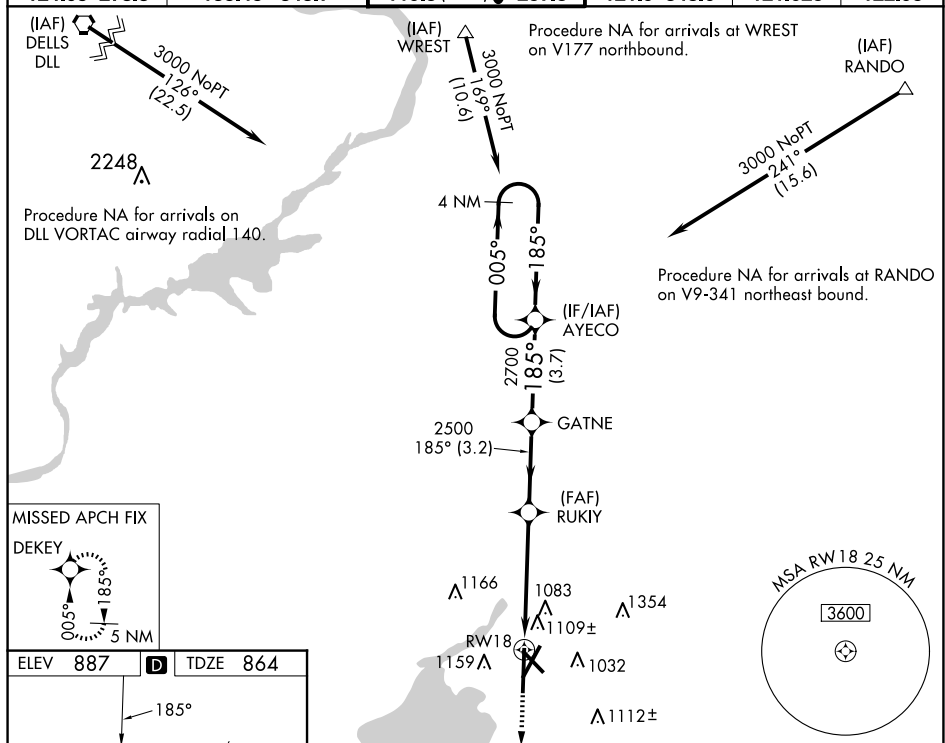 (IAF)
DELLS
DLL
3000 NoPT
126°
(22.5)
(IAF)
WREST
3000 NoPT
169°
(10.6)
Procedure NA for arrivals at WREST
on V177 northbound.
(IAF)
RANDO
3000 NoPT
241°
(15.6)
2248
Procedure NA for arrivals on
DLL VORTAC airway radial 140.
4 NM
005°
185°
Procedure NA for arrivals at RANDO
on V9-341 northeast bound.
(IF/IAF)
AYECO
2700
185°
(3.7)
GATNE
2500
185° (3.2)
(FAF)
RUKIY
MISSED APCH FIX
DEKEY
005°
185°
5 NM
1166
1083
1354
1109±
RW18
1159
1032
1112±
MSA RW18 25 NM
3600
ELEV 887 D TDZE 864
185°